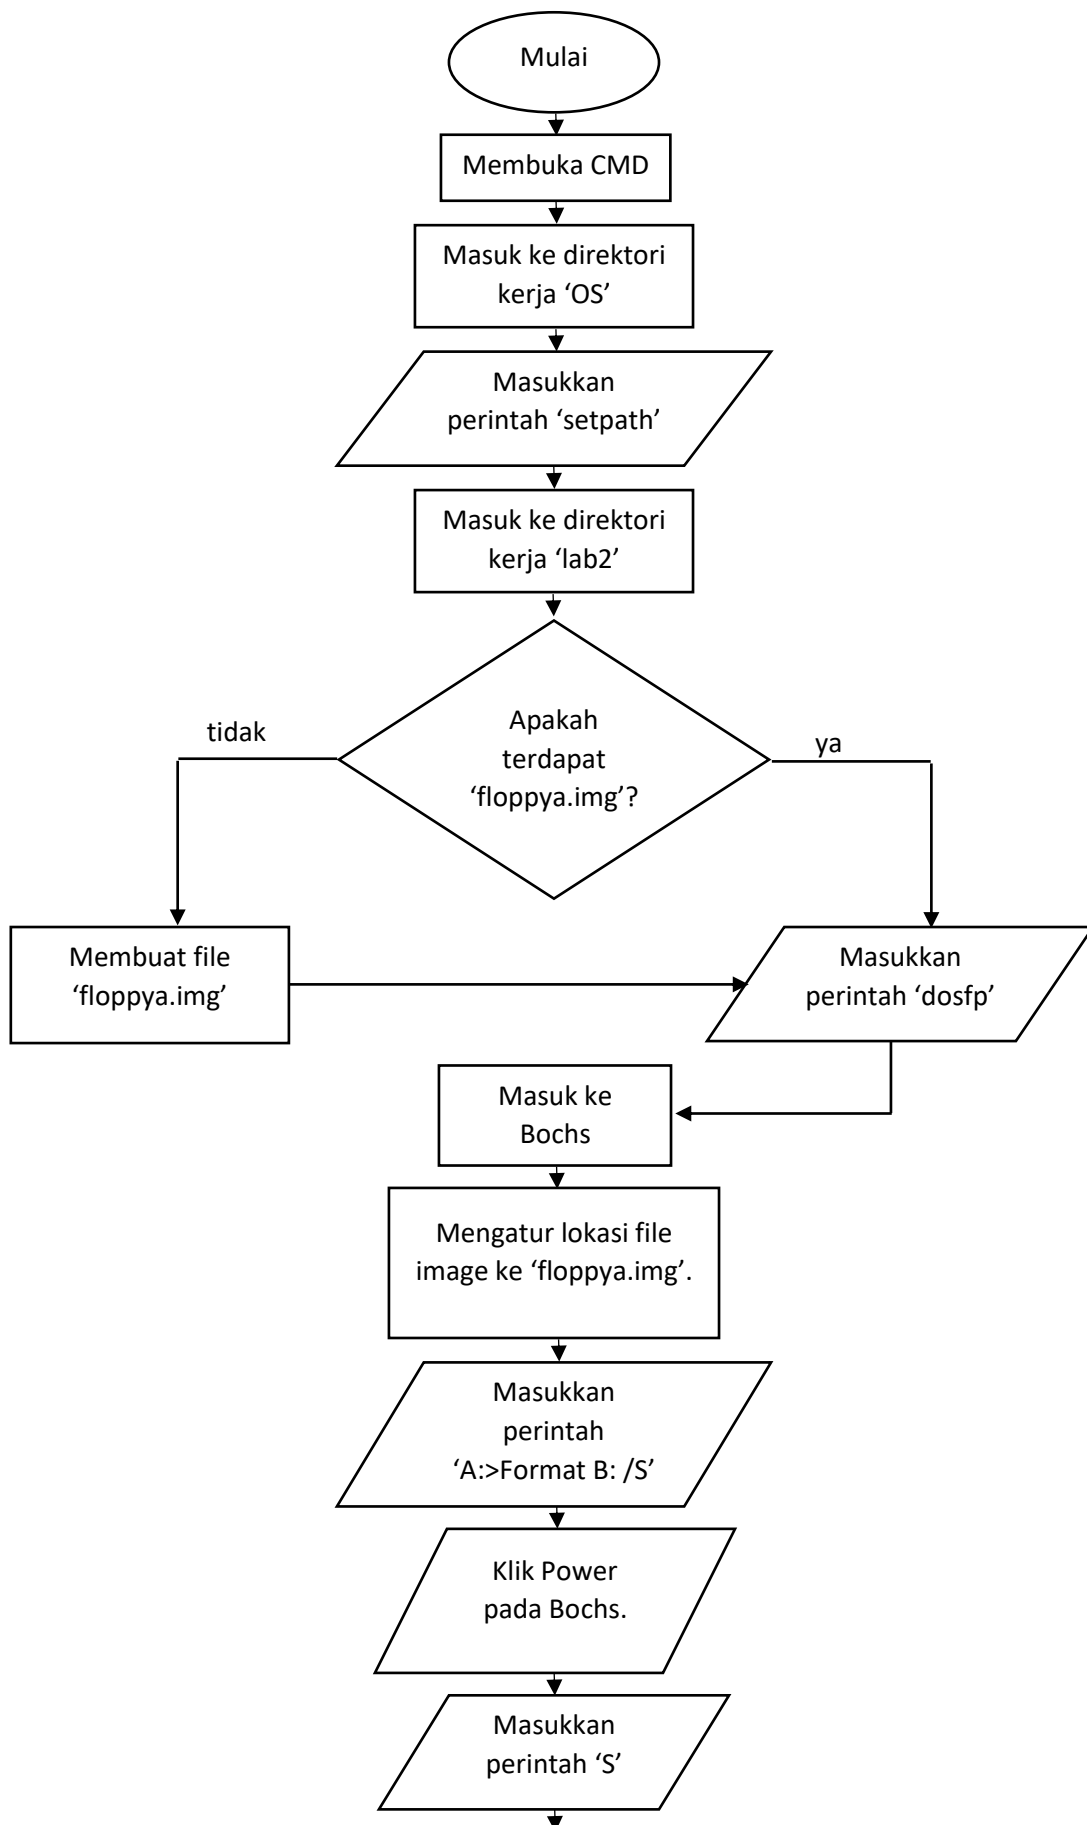 Mulai
Membuka CMD
Masuk ke direktori
kerja ‘OS’
Masukkan
perintah ‘setpath’
Masuk ke direktori
kerja ‘lab2’
Apakah
terdapat
‘floppya.img’?
tidak
ya
Membuat file
‘floppya.img’
Masukkan
perintah ‘dosfp’
Masuk ke
Bochs
Mengatur lokasi file
image ke ‘floppya.img’.
Masukkan
perintah
‘A:>Format B: /S’
Klik Power
pada Bochs.
Masukkan
perintah ‘S’